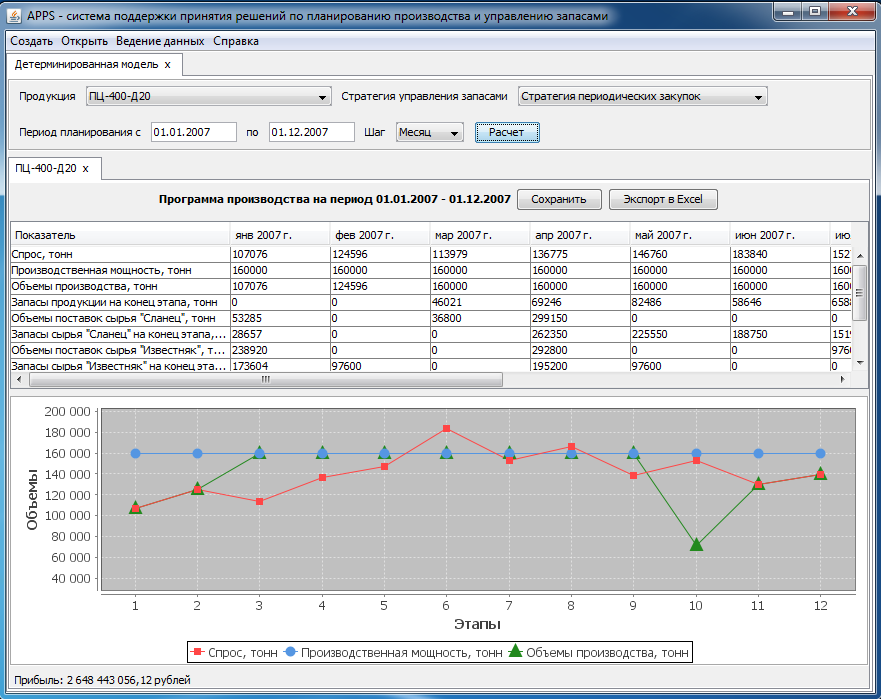 APPS - система поддержки принятия решений по планированию производства и управлению запасами
Создать Открыть Ведение данных Справка
Детерминированная модель x
Продукция ПЦ-400-Д20 Стратегия управления запасами Стратегия периодических закупок
Период планирования с 01.01.2007 по 01.12.2007 Шаг Месяц Расчет
ПЦ-400-Д20 x
Программа производства на период 01.01.2007 - 01.12.2007 Сохранить Экспорт в Excel
Показатель янв 2007 г. фев 2007 г. мар 2007 г. апр 2007 г. май 2007 г. июн 2007 г. ию
Спрос, тонн 107076 124596 113979 136775 146760 183840 152
Производственная мощность, тонн 160000 160000 160000 160000 160000 160000 160
Объемы производства, тонн 107076 124596 160000 160000 160000 160000 160
Запасы продукции на конец этапа, тонн 0 0 46021 69246 82486 58646 658
Объемы поставок сырья "Сланец", тонн 53285 0 36800 299150 0 0 0
Запасы сырья "Сланец" на конец этапа,... 28657 0 0 262350 225550 188750 151
Объемы поставок сырья "Известняк", т... 238920 0 0 292800 0 0 976
Запасы сырья "Известняк" на конец эта... 173604 97600 0 195200 97600 0 0
200 000
180 000
160 000
140 000
120 000
100 000
80 000
60 000
40 000
Объемы
1 2 3 4 5 6 7 8 9 10 11 12
Этапы
Спрос, тонн Производственная мощность, тонн Объемы производства, тонн
Прибыль: 2 648 443 056,12 рублей